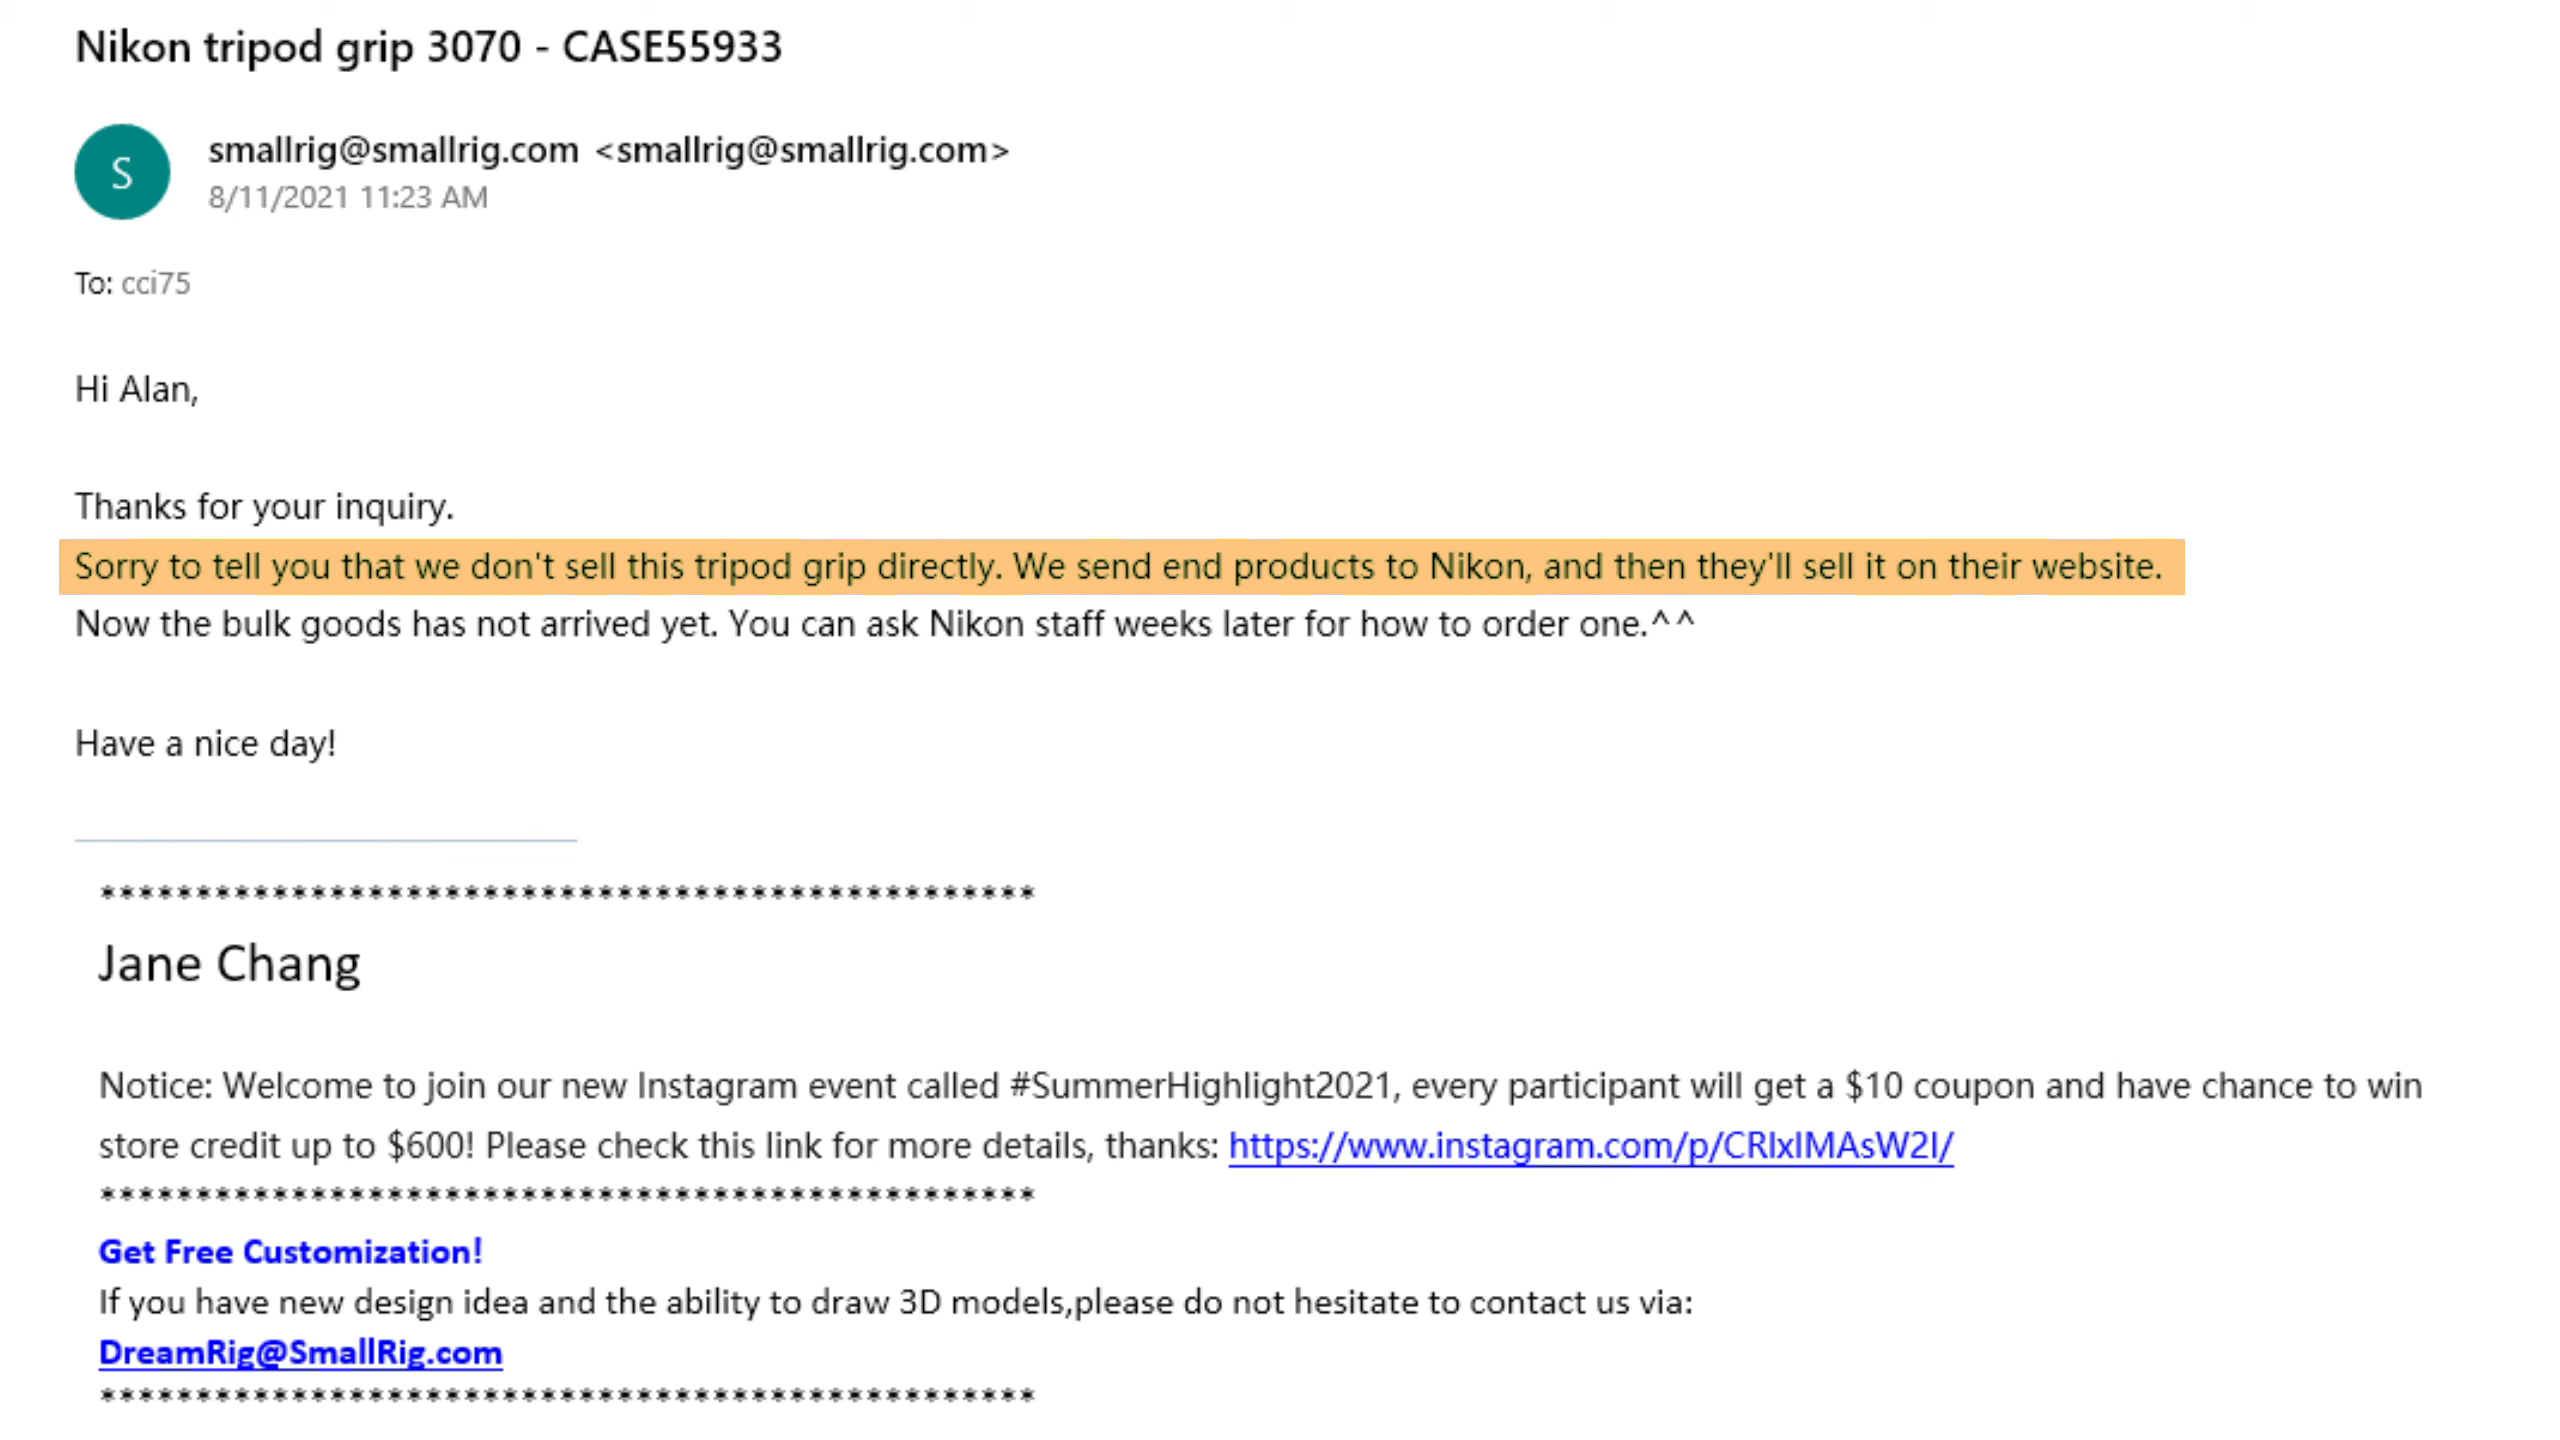 Nikon tripod grip 3070 - CASE55933
S
smallrig@smallrig.com <smallrig@smallrig.com>
8/11/2021 11:23 AM
To: cci75
Hi Alan,
Thanks for your inquiry.
Sorry to tell you that we don't sell this tripod grip directly. We send end products to Nikon, and then they'll sell it on their website.
Now the bulk goods has not arrived yet. You can ask Nikon staff weeks later for how to order one.^^
Have a nice day!
*************************************************
Jane Chang
Notice: Welcome to join our new Instagram event called #SummerHighlight2021, every participant will get a $10 coupon and have chance to win
store credit up to $600! Please check this link for more details, thanks: https://www.instagram.com/p/CRlxlMAsW2I/
*************************************************
Get Free Customization!
If you have new design idea and the ability to draw 3D models,please do not hesitate to contact us via:
DreamRig@SmallRig.com
*************************************************